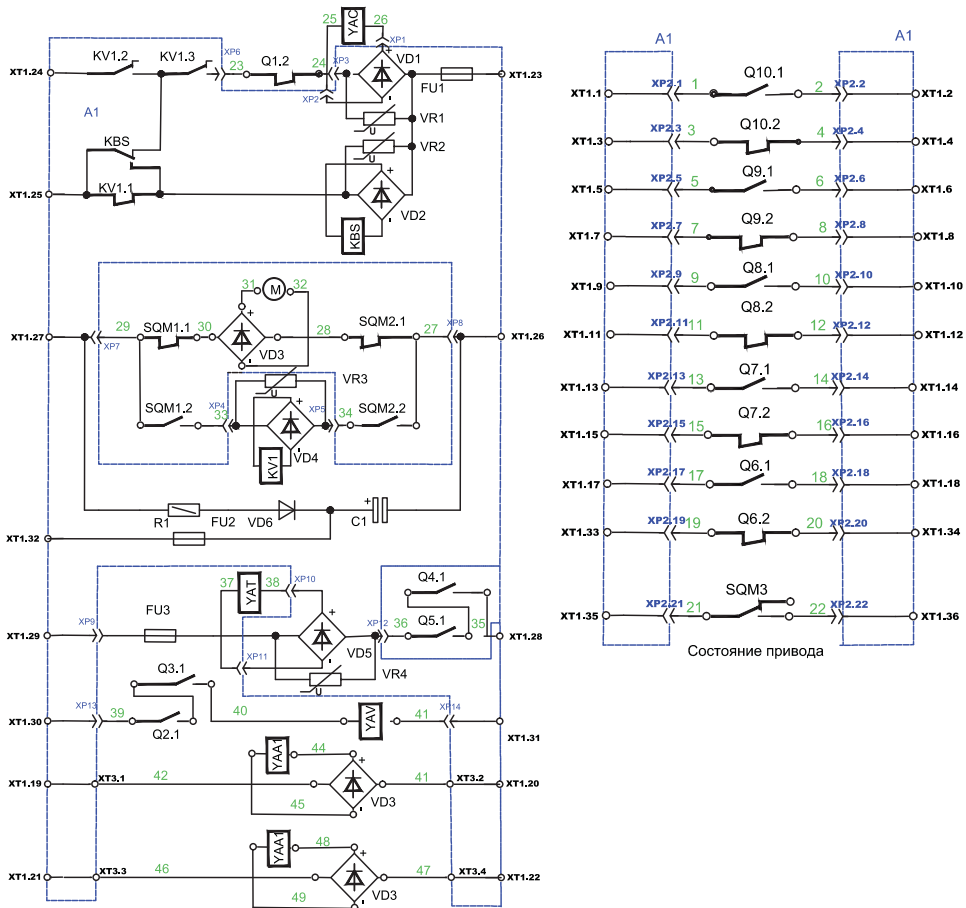 25 26
YAC
XP1
KV1.2 KV1.3 XP6 Q1.2 XP3 VD1
XT1.24 23 24 XT1.23
XP2 FU1
A1
VR1
KBS VR2
KV1.1
XT1.25 VD2
KBS
31 M 32
29 SQM1.1 30 28 SQM2.1 27 XP8
XT1.27 XT1.26
XP7 VD3
VR3
SQM1.2 XP4 XP5 SQM2.2
33 34
VD4
KV1
R1 FU2 VD6 C1
XT1.32
37 YAT 38 XP10 Q4.1
FU3 XP12 36 Q5.1 35
XP9
XT1.29 XT1.28
VD5
XP11
Q3.1 VR4
XP13 39 40 YAV 41 XP14
XT1.30 XT1.31
Q2.1
YAA1 44
XT1.19 XT3.1 42 41 XT3.2 XT1.20
VD3
45
YAA1 48
XT1.21 XT3.3 46 47 XT3.4 XT1.22
VD3
49
A1 A1
XT1.1 XP2.1 1 Q10.1 2 XP2.2 XT1.2
XT1.3 XP2.3 3 Q10.2 4 XP2.4 XT1.4
XT1.5 XP2.5 5 Q9.1 6 XP2.6 XT1.6
XT1.7 XP2.7 7 Q9.2 8 XP2.8 XT1.8
XT1.9 XP2.9 9 Q8.1 10 XP2.10 XT1.10
XT1.11 XP2.11 11 Q8.2 12 XP2.12 XT1.12
XT1.13 XP2.13 13 Q7.1 14 XP2.14 XT1.14
XT1.15 XP2.15 15 Q7.2 16 XP2.16 XT1.16
XT1.17 XP2.17 17 Q6.1 18 XP2.18 XT1.18
XT1.33 XP2.19 19 Q6.2 20 XP2.20 XT1.34
XT1.35 XP2.21 21 SQM3 22 XP2.22 XT1.36
Состояние привода